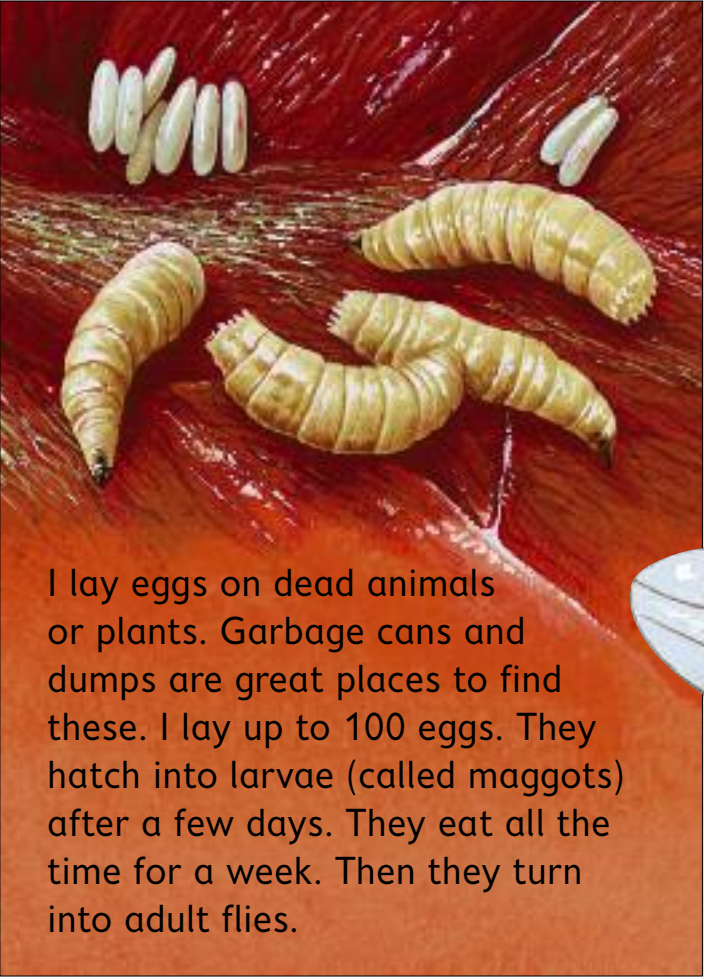 I lay eggs on dead animals
or plants. Garbage cans and
dumps are great places to find
these. I lay up to 100 eggs. They
hatch into larvae (called maggots)
after a few days. They eat all the
time for a week. Then they turn
into adult flies.